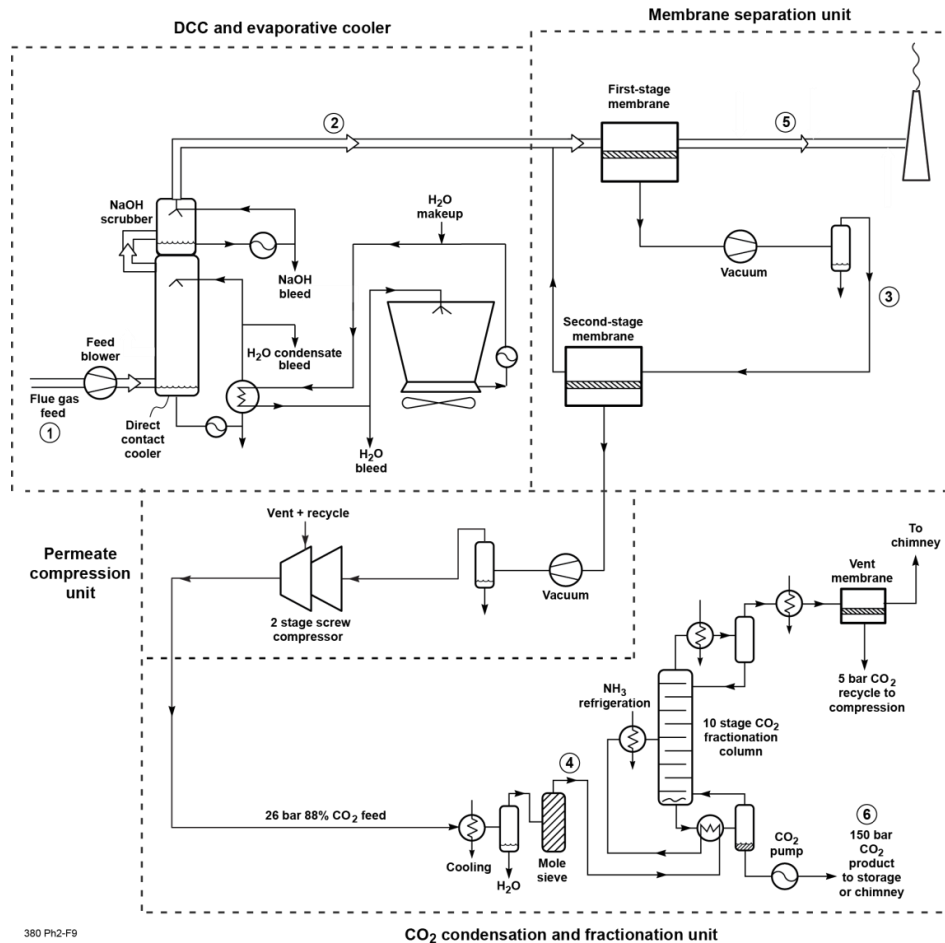 DCC and evaporative cooler
Membrane separation unit
First-stage
membrane
2
5
NaOH
scrubber
H2O
makeup
NaOH
bleed
Vacuum
3
Second-stage
membrane
Feed
blower
H2O condensate
bleed
Flue gas
feed
1
Direct
contact
cooler
H2O
bleed
Permeate
compression
unit
Vent + recycle
2 stage screw
compressor
Vacuum
To
chimney
Vent
membrane
5 bar CO2
recycle to
compression
NH3
refrigeration
10 stage CO2
fractionation
column
4
26 bar 88% CO2 feed
Cooling
H2O
Mole
sieve
CO2
pump
6
150 bar
CO2
product
to storage
or chimney
380 Ph2-F9
CO2 condensation and fractionation unit